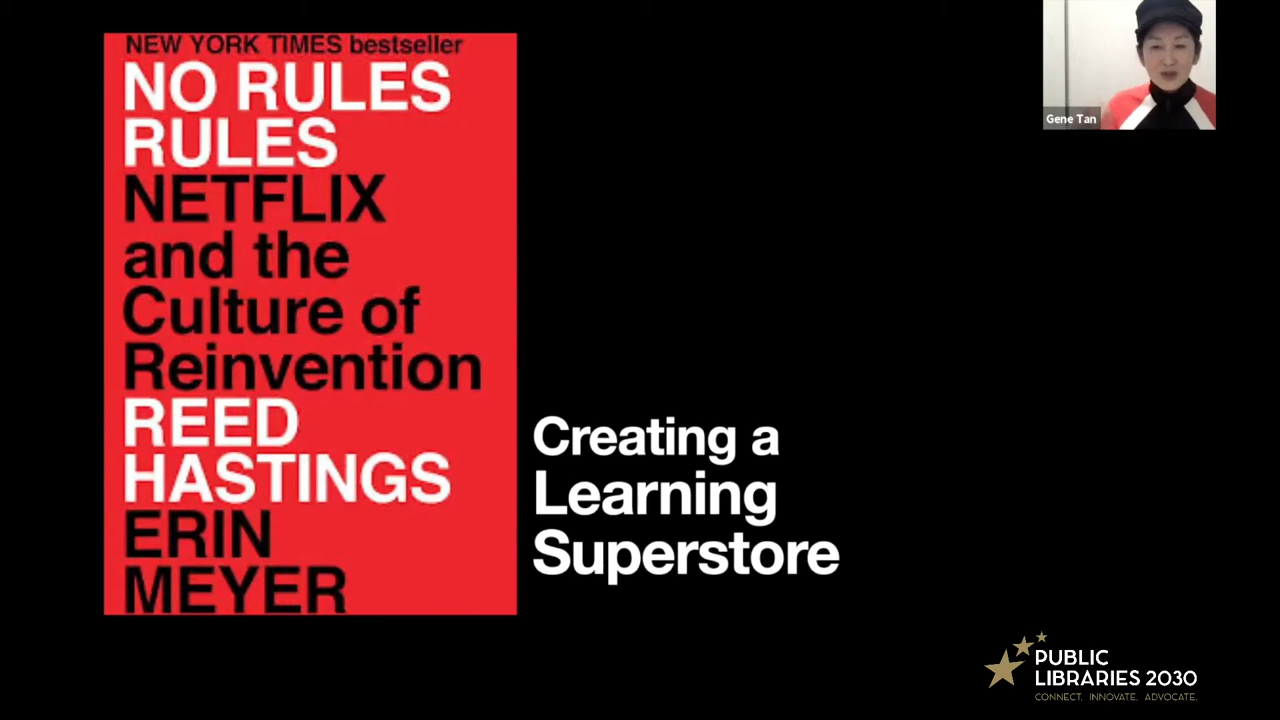 NEW YORK TIMES bestseller
NO RULES
RULES
NETFLIX
and the
Culture of
Reinvention
REED
HASTINGS
ERIN
MEYER
Creating a
Learning
Superstore
Gene Tan
PUBLIC
LIBRARIES 2030
CONNECT. INNOVATE. ADVOCATE.